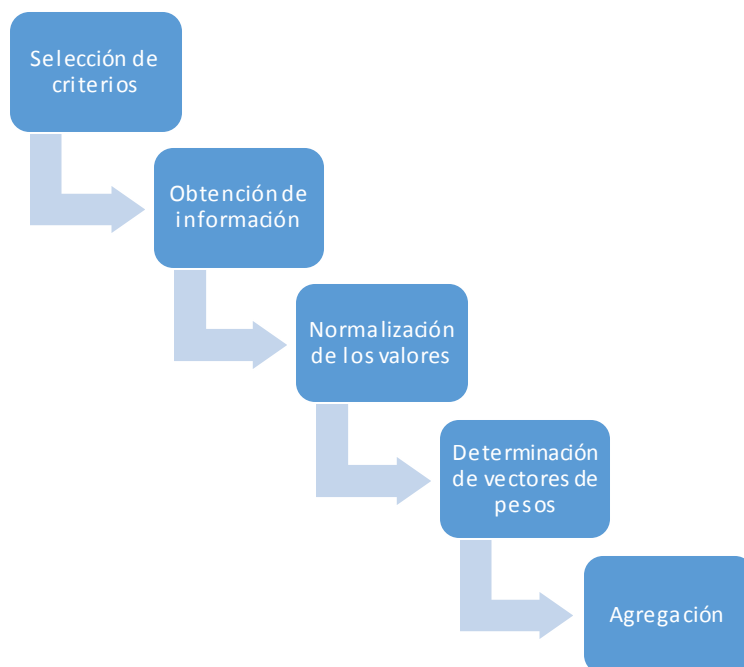 Selección de
criterios
Obtención de
información
Normalización
de los valores
Determinación
de vectores de
pesos
Agregación